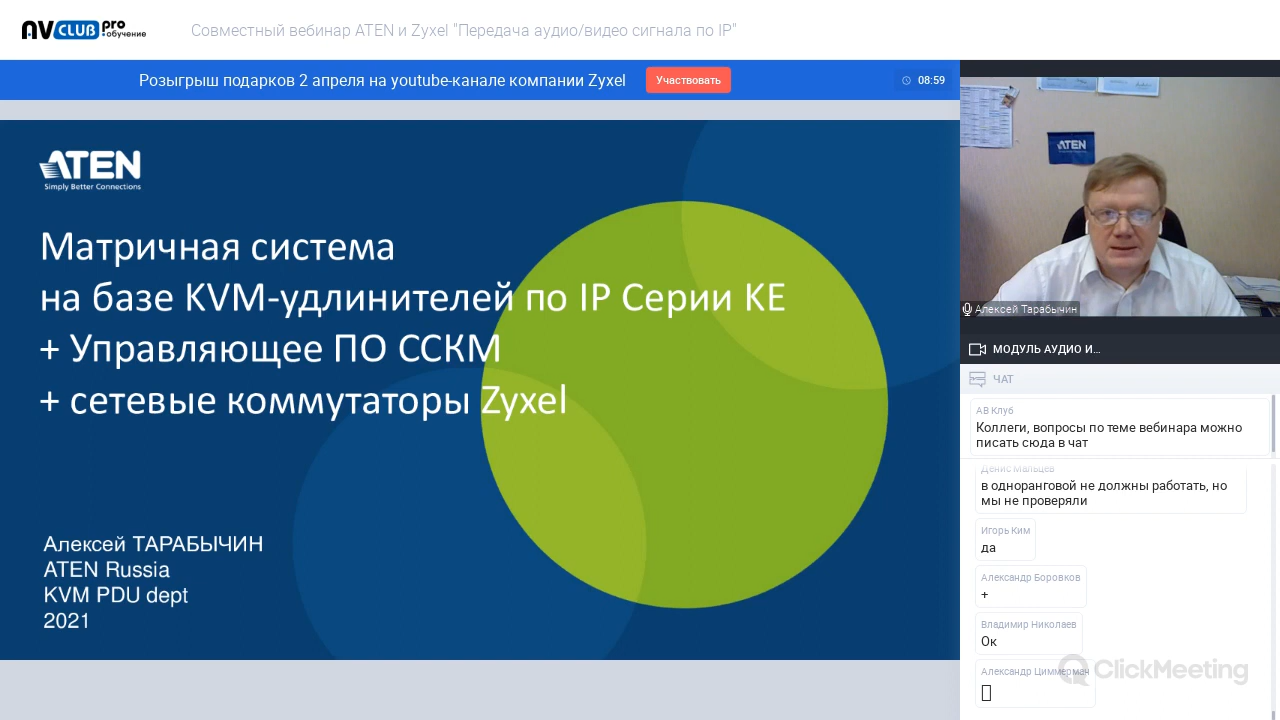 AVCLUB pro
обучение
Совместный вебинар ATEN и Zyxel "Передача аудио/видео сигнала по IP"
Розыгрыш подарков 2 апреля на youtube-канале компании Zyxel
Участвовать
08:59
ATEN
Simply Better Connections
Матричная система
на базе KVM-удлинителей по IP Серии KE
+ Управляющее ПО CCKM
+ сетевые коммутаторы Zyxel
Алексей ТАРАБЫЧИН
ATEN Russia
KVM PDU dept
2021
ATEN
Алексей Тарабычин
МОДУЛЬ АУДИО И...
ЧАТ
АВ Клуб
Коллеги, вопросы по теме вебинара можно
писать сюда в чат
Денис Мальцев
в одноранговой не должны работать, но
мы не проверяли
Игорь Ким
да
Александр Боровков
+
Владимир Николаев
Ок
Александр Циммерман
ClickMeeting